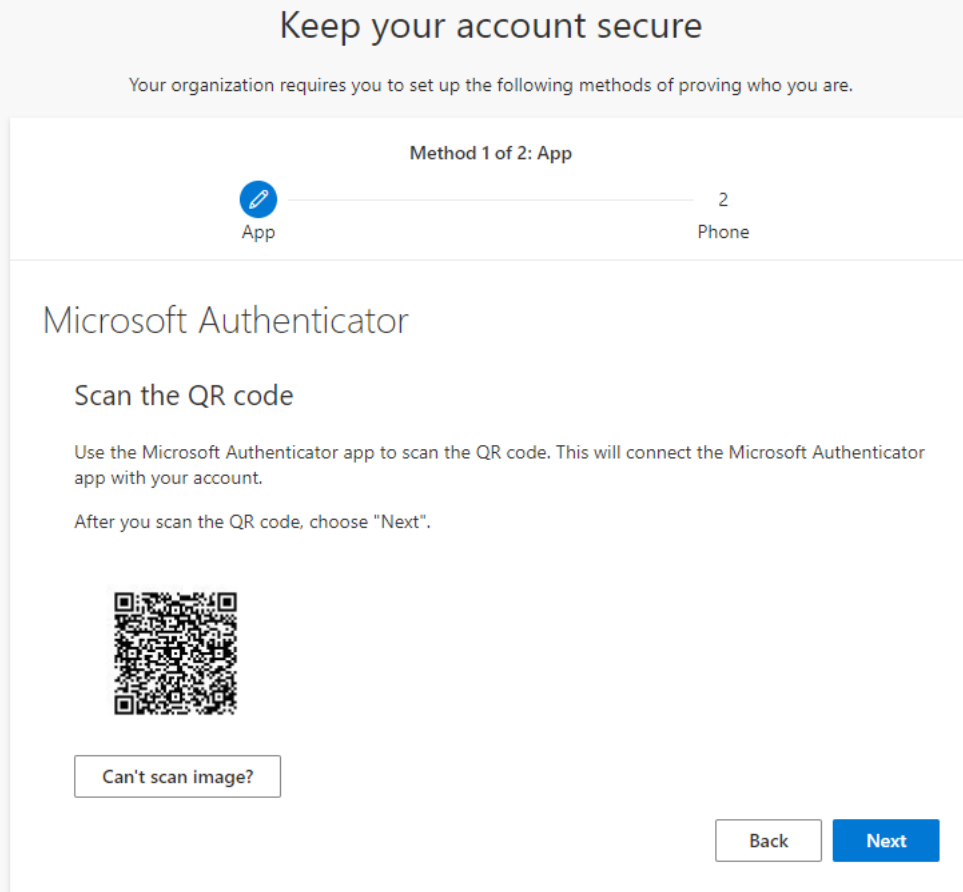 Keep your account secure
Your organization requires you to set up the following methods of proving who you are.
Method 1 of 2: App
2
App
Phone
Microsoft Authenticator
Scan the QR code
Use the Microsoft Authenticator app to scan the QR code. This will connect the Microsoft Authenticator
app with your account.
After you scan the QR code, choose "Next".
Can't scan image?
Back
Next